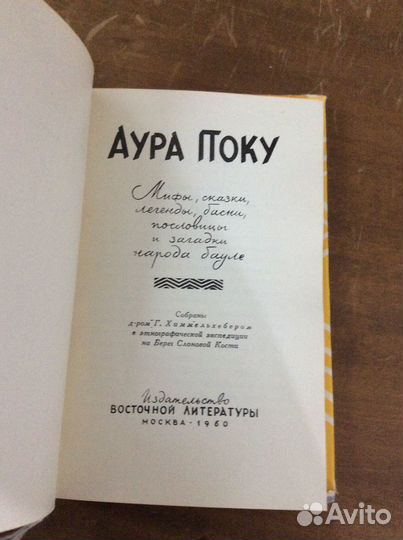 АУРА ПОКУ
Мифы, сказки,
легенды, басни,
пословицы
и загадки
народа бауле
Собраны
д-ром Г. Химмельхебером
в этнографической экспедиции
на Берег Слоновой Кости
Издательство
ВОСТОЧНОЙ ЛИТЕРАТУРЫ
МОСКВА - 1960
Avito